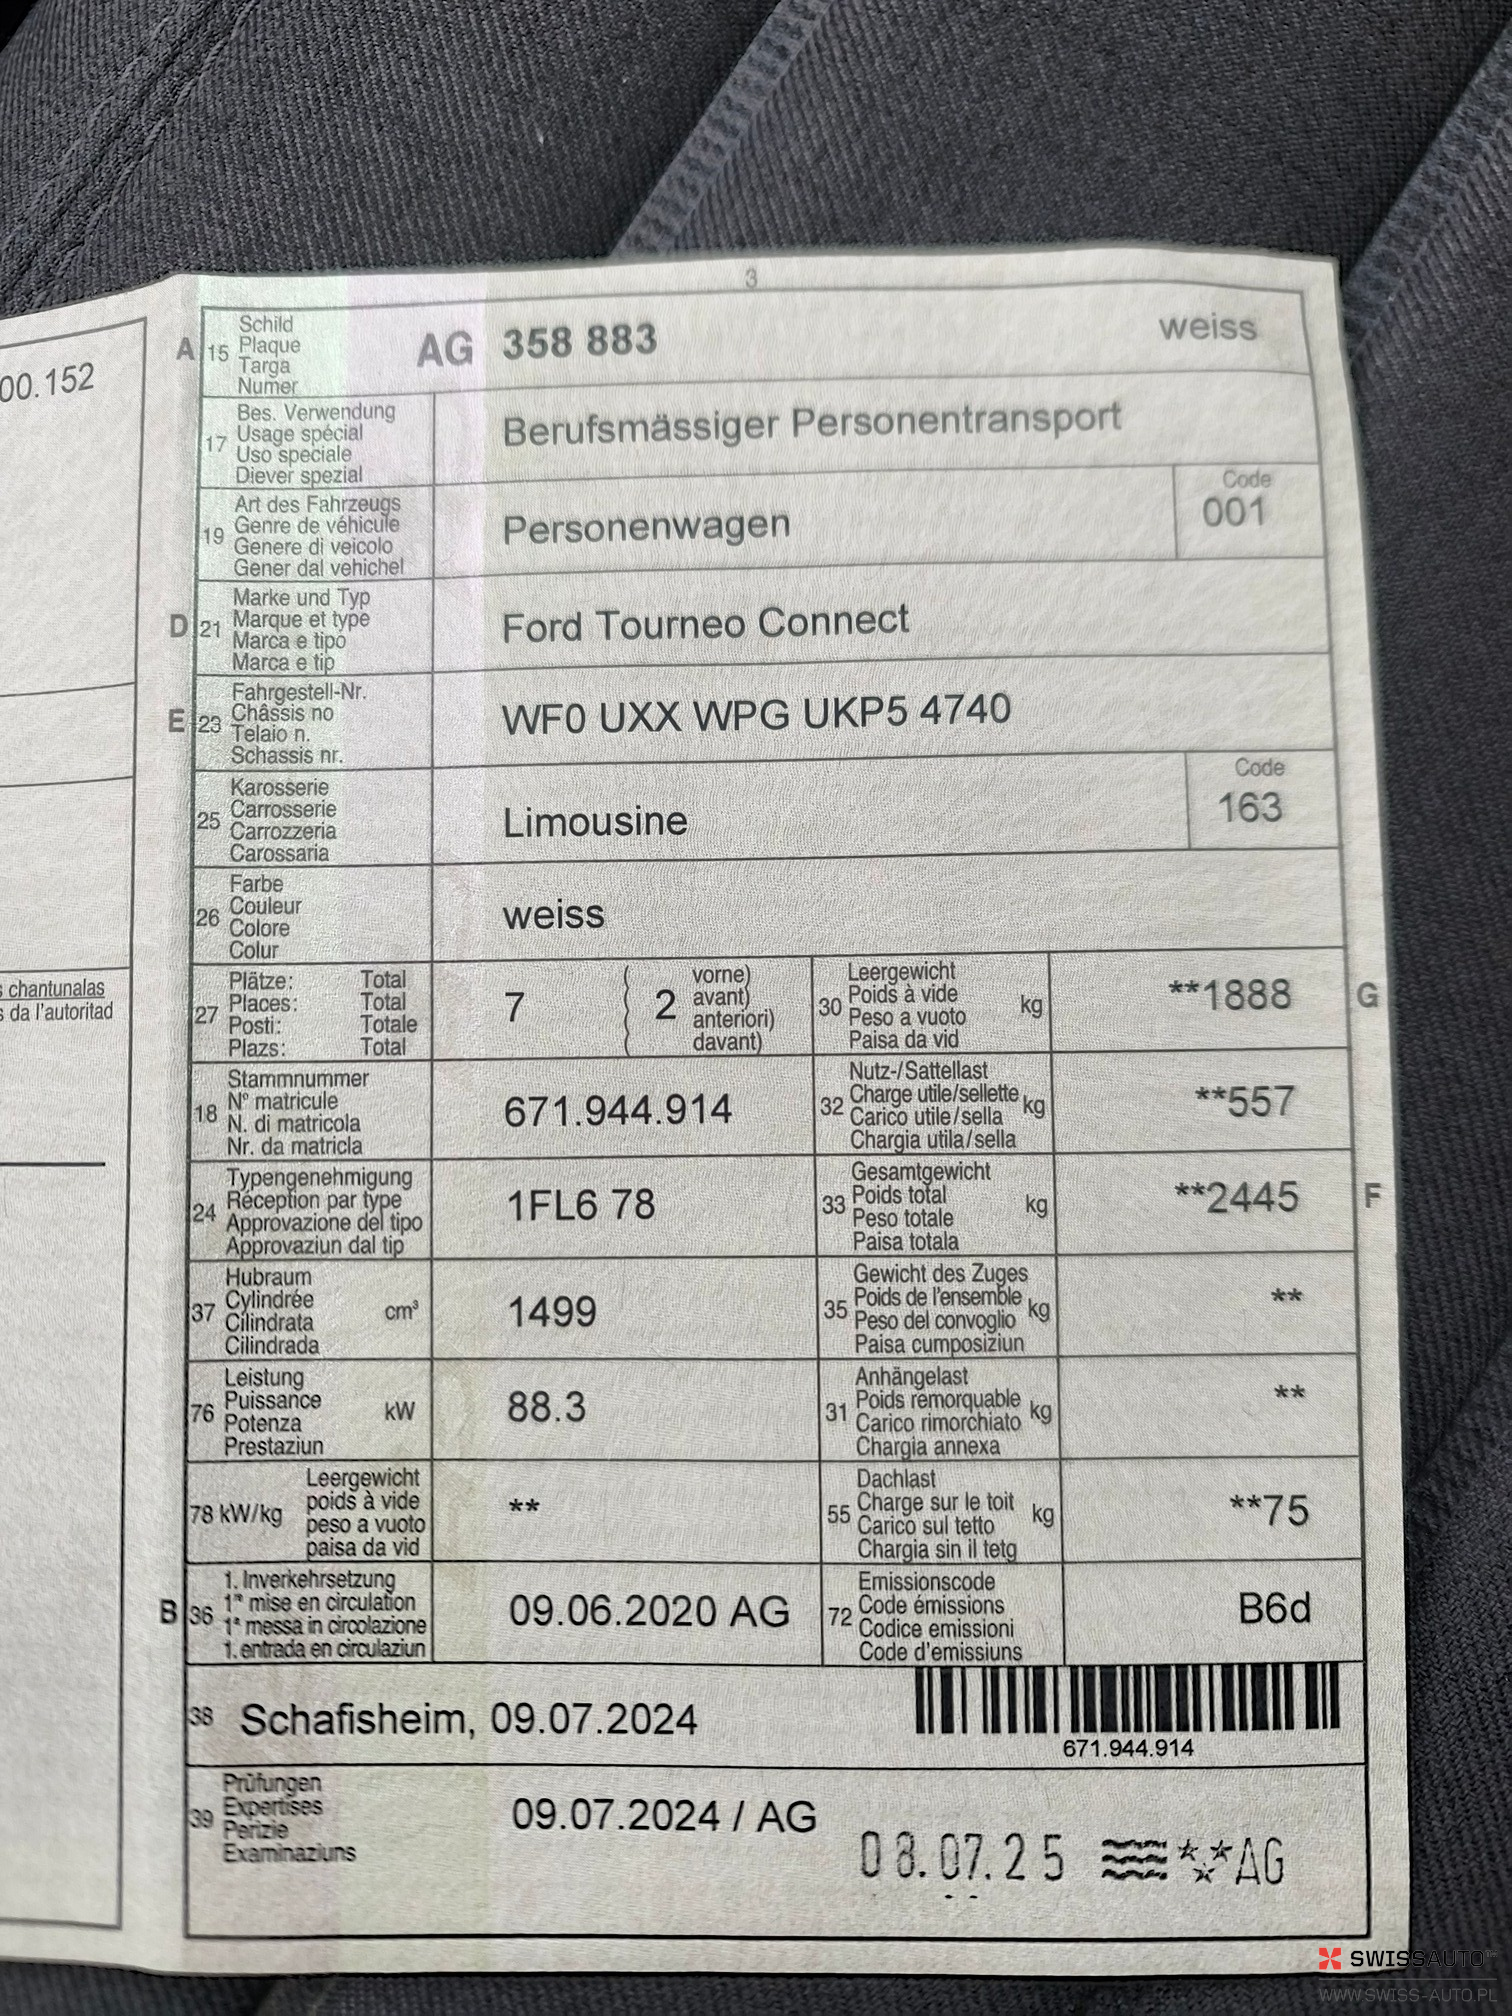 3
A 15 Schild
Plaque
Targa
Numer
AG 358 883 weiss
17 Bes. Verwendung
Usage spécial
Uso speciale
Diever spezial
Berufsmässiger Personentransport
19 Art des Fahrzeugs
Genre de véhicule
Genere di veicolo
Gener dal vehichel
Personenwagen
Code
001
D 21 Marke und Typ
Marque et type
Marca e tipo
Marca e tip
Ford Tourneo Connect
E 23 Fahrgestell-Nr.
Châssis no
Telaio n.
Schassis nr.
WF0 UXX WPG UKP5 4740
25 Karosserie
Carrosserie
Carrozzeria
Carossaria
Limousine
Code
163
26 Farbe
Couleur
Colore
Colur
weiss
27 Plätze: Total
Places: Total
Posti: Totale
Plazs: Total
7 ( 2 vorne)
( avant)
( anteriori)
( davant)
30 Leergewicht
Poids à vide
Peso a vuoto
Paisa da vid
kg **1888 G
18 Stammnummer
N° matricule
N. di matricola
Nr. da matricla
671.944.914
32 Nutz-/Sattellast
Charge utile/sellette
Carico utile/sella
Chargia utila/sella
kg **557
24 Typengenehmigung
Réception par type
Approvazione del tipo
Approvaziun dal tip
1FL6 78
33 Gesamtgewicht
Poids total
Peso totale
Paisa totala
kg **2445 F
37 Hubraum
Cylindrée
Cilindrata
Cilindrada
cm³ 1499
35 Gewicht des Zuges
Poids de l'ensemble
Peso del convoglio
Paisa cumposiziun
kg **
76 Leistung
Puissance
Potenza
Prestaziun
kW 88.3
31 Anhängelast
Poids remorquable
Carico rimorchiato
Chargia annexa
kg **
78 kW/kg Leergewicht
poids à vide
peso a vuoto
paisa da vid
**
55 Dachlast
Charge sur le toit
Carico sul tetto
Chargia sin il tetg
kg **75
B 36 1. Inverkehrsetzung
1re mise en circulation
1a messa in circolazione
1. entrada en circulaziun
09.06.2020 AG
72 Emissionscode
Code émissions
Codice emissioni
Code d'emissiuns
B6d
38 Schafisheim, 09.07.2024
671.944.914
39 Prüfungen
Expertises
Perizie
Examinaziuns
09.07.2024 / AG
08.07.25 AG
00.152
chantunalas
da l'autoritad
SWISSAUTO
WWW.SWISS-AUTO.PL